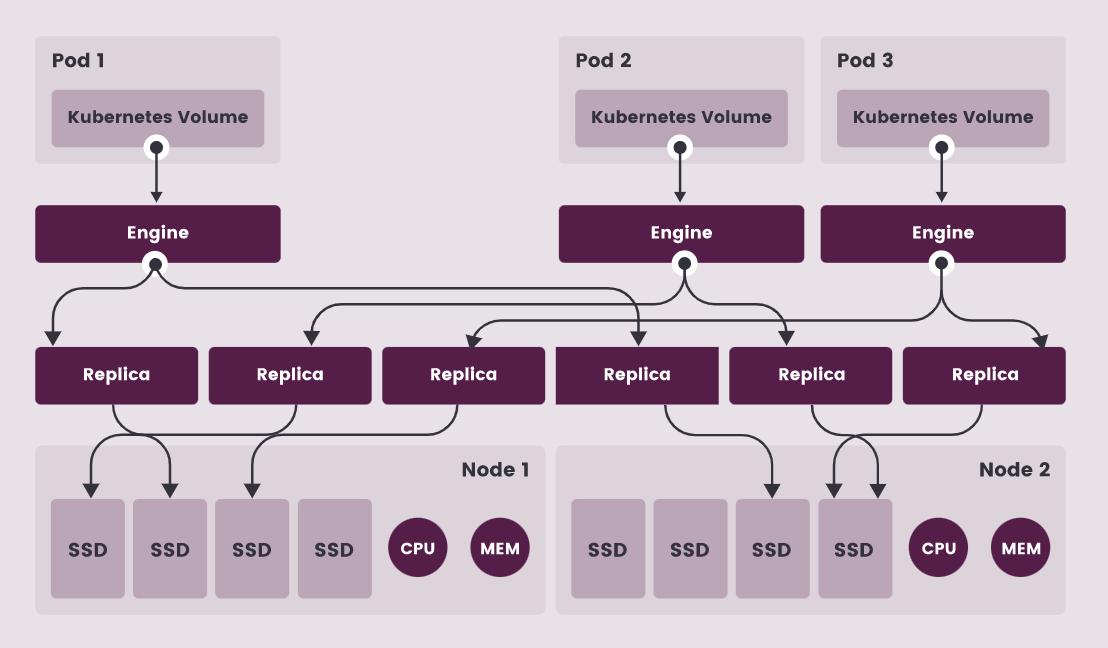 Pod 1
Pod 2
Pod 3
Kubernetes Volume
Kubernetes Volume
Kubernetes Volume
Engine
Engine
Engine
Replica
Replica
Replica
Replica
Replica
Replica
Node 1
Node 2
SSD
SSD
SSD
SSD
CPU
MEM
SSD
SSD
SSD
SSD
CPU
MEM